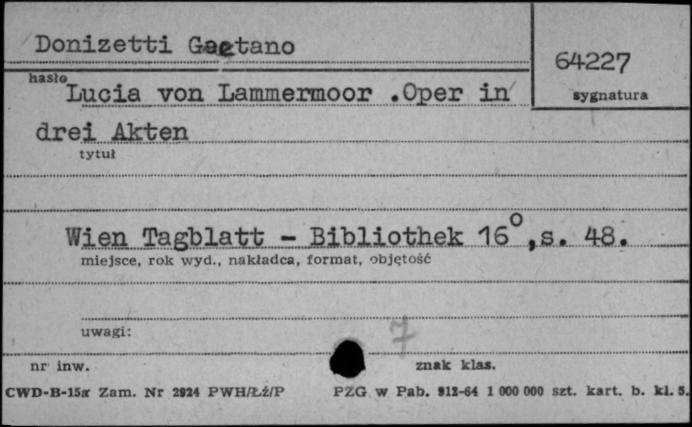 Donizetti Gaetano
64227
hasło
sygnatura
Lucia von Lammermoor .Oper in
drei Akten
tytuł
Wien Tagblatt - Bibliothek 16°,s. 48.
miejsce, rok wyd., nakładca, format, objętość
uwagi:
7
nr inw.
znak klas.
CWD-B-15a Zam. Nr 2924 PWH/Łź/P
PZG w Pab. 912-64 1 000 000 szt. kart. b. kl. 5.